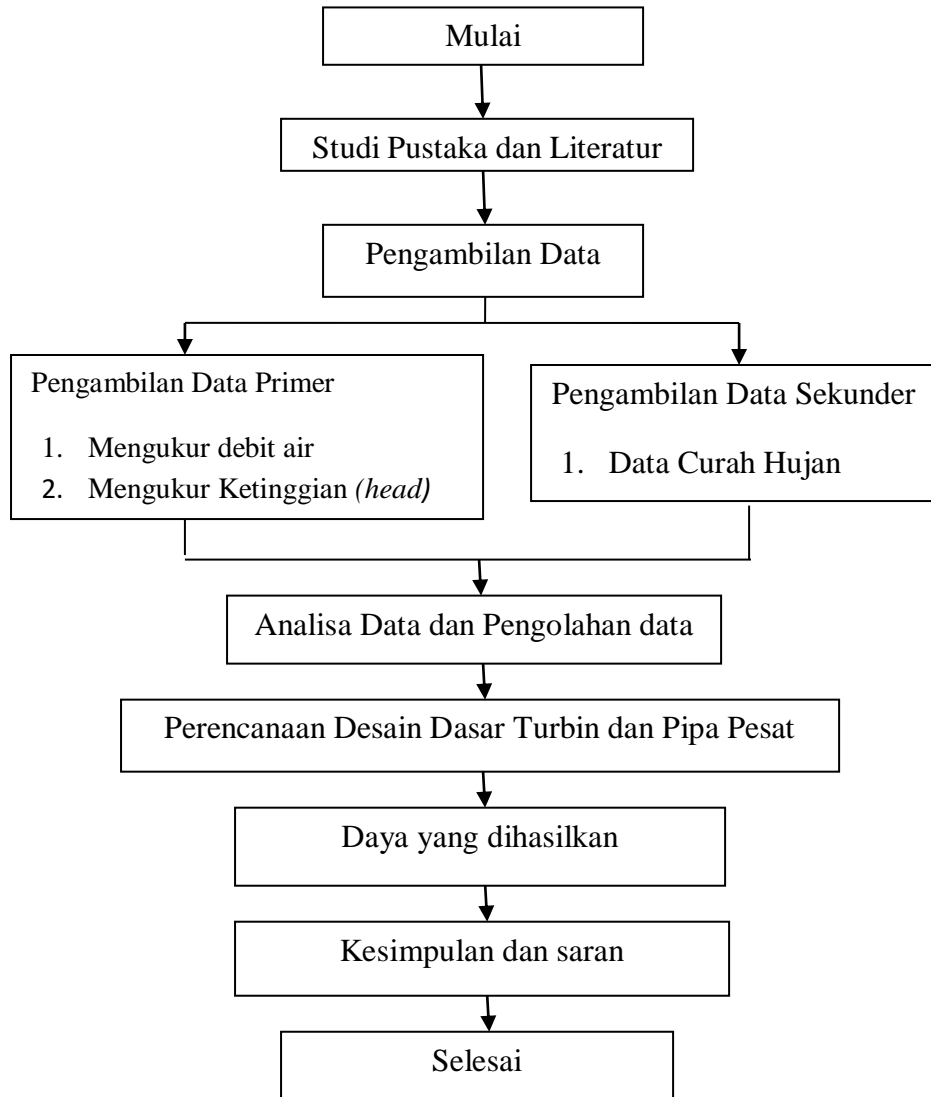 Mulai
Studi Pustaka dan Literatur
Pengambilan Data
Pengambilan Data Primer
1. Mengukur debit air
2. Mengukur Ketinggian (head)
Pengambilan Data Sekunder
1. Data Curah Hujan
Analisa Data dan Pengolahan data
Perencanaan Desain Dasar Turbin dan Pipa Pesat
Daya yang dihasilkan
Kesimpulan dan saran
Selesai